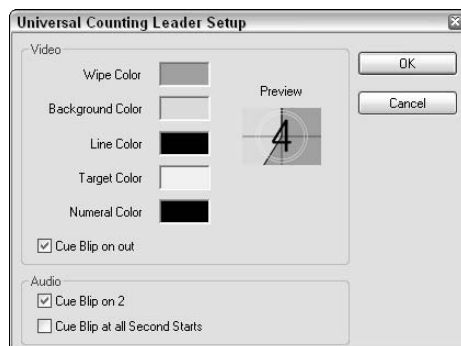 Universal Counting Leader Setup
Video
Wipe Color
Background Color
Line Color
Target Color
Numeral Color
Cue Blip on out
Preview
4
OK
Cancel
Audio
Cue Blip on 2
Cue Blip at all Second Starts